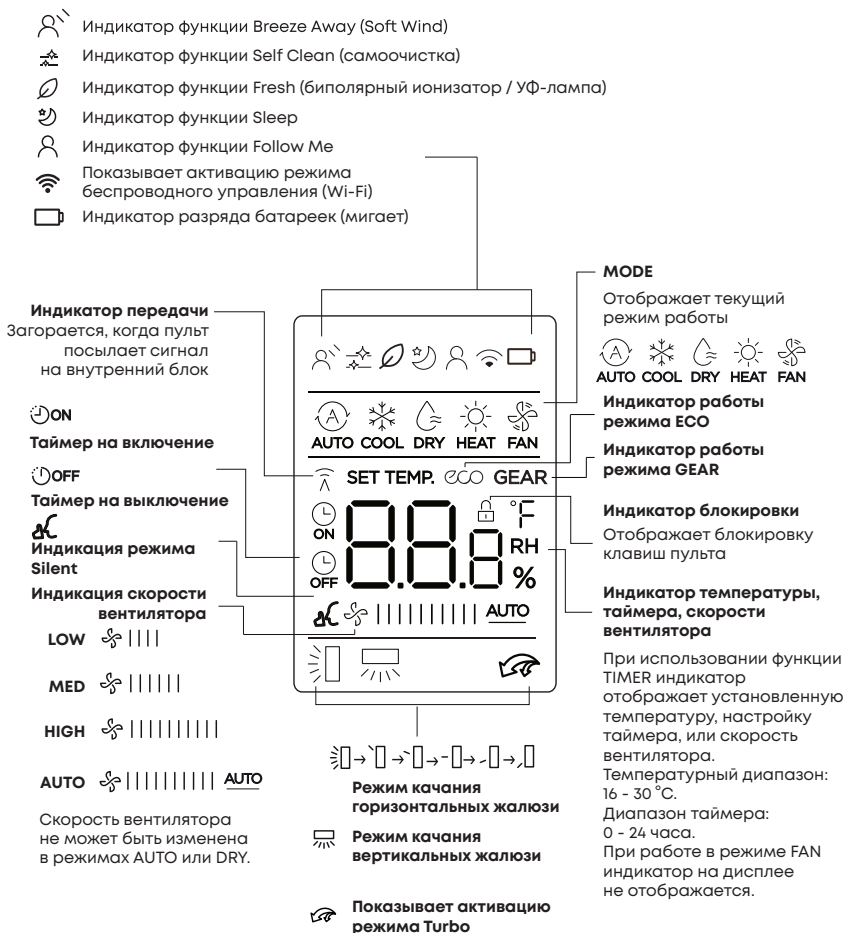 Индикатор функции Breeze Away (Soft Wind)
Индикатор функции Self Clean (самоочистка)
Индикатор функции Fresh (биполярный ионизатор / УФ-лампа)
Индикатор функции Sleep
Индикатор функции Follow Me
Показывает активацию режима
беспроводного управления (Wi-Fi)
Индикатор разряда батареек (мигает)
Индикатор передачи
Загорается, когда пульт
посылает сигнал
на внутренний блок
ON
Таймер на включение
OFF
Таймер на выключение
Индикация режима
Silent
Индикация скорости
вентилятора
LOW
MED
HIGH
AUTO AUTO
Скорость вентилятора
не может быть изменена
в режимах AUTO или DRY.
A
AUTO COOL DRY HEAT FAN
SET TEMP. eco GEAR
ON
88.8 °F
OFF
RH
%
AUTO
Режим качания
горизонтальных жалюзи
Режим качания
вертикальных жалюзи
Показывает активацию
режима Turbo
MODE
Отображает текущий
режим работы
A
AUTO COOL DRY HEAT FAN
Индикатор работы
режима ECO
Индикатор работы
режима GEAR
Индикатор блокировки
Отображает блокировку
клавиш пульта
Индикатор температуры,
таймера, скорости
вентилятора
При использовании функции
TIMER индикатор
отображает установленную
температуру, настройку
таймера, или скорость
вентилятора.
Температурный диапазон:
16 - 30 °C.
Диапазон таймера:
0 - 24 часа.
При работе в режиме FAN
индикатор на дисплее
не отображается.